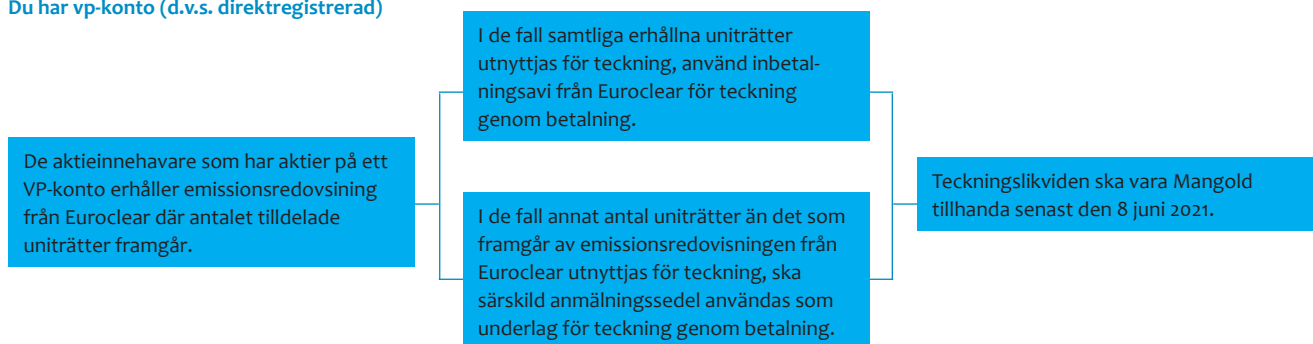 Du har vp-konto (d.v.s. direktregistrerad)
De aktieinnehavare som har aktier på ett
VP-konto erhåller emissionsredovsining
från Euroclear där antalet tilldelade
uniträtter framgår.
I de fall samtliga erhållna uniträtter
utnyttjas för teckning, använd inbetal-
ningsavi från Euroclear för teckning
genom betalning.
I de fall annat antal uniträtter än det som
framgår av emissionsredovisningen från
Euroclear utnyttjas för teckning, ska
särskild anmälningssedel användas som
underlag för teckning genom betalning.
Teckningslikviden ska vara Mangold
tillhanda senast den 8 juni 2021.